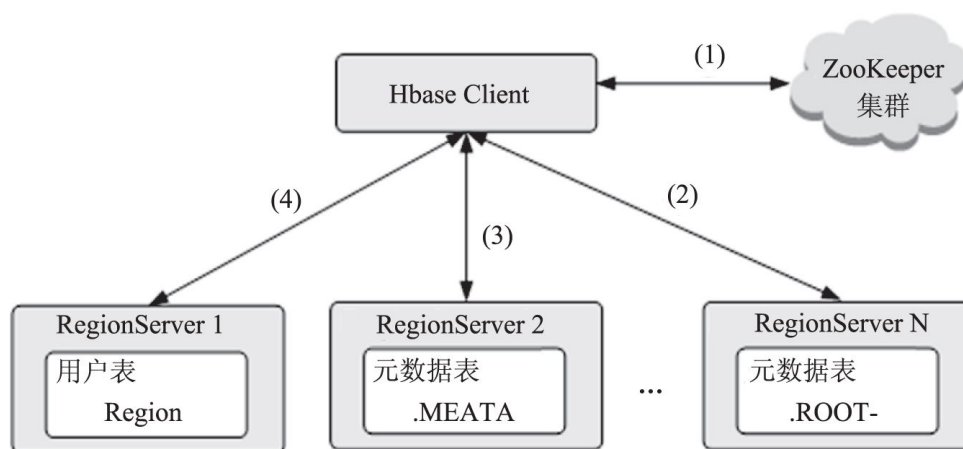 (1)
ZooKeeper
集群
Hbase Client
(4)
(3)
(2)
RegionServer 1
用户表
Region
RegionServer 2
元数据表
.MEATA
...
RegionServer N
元数据表
.ROOT-